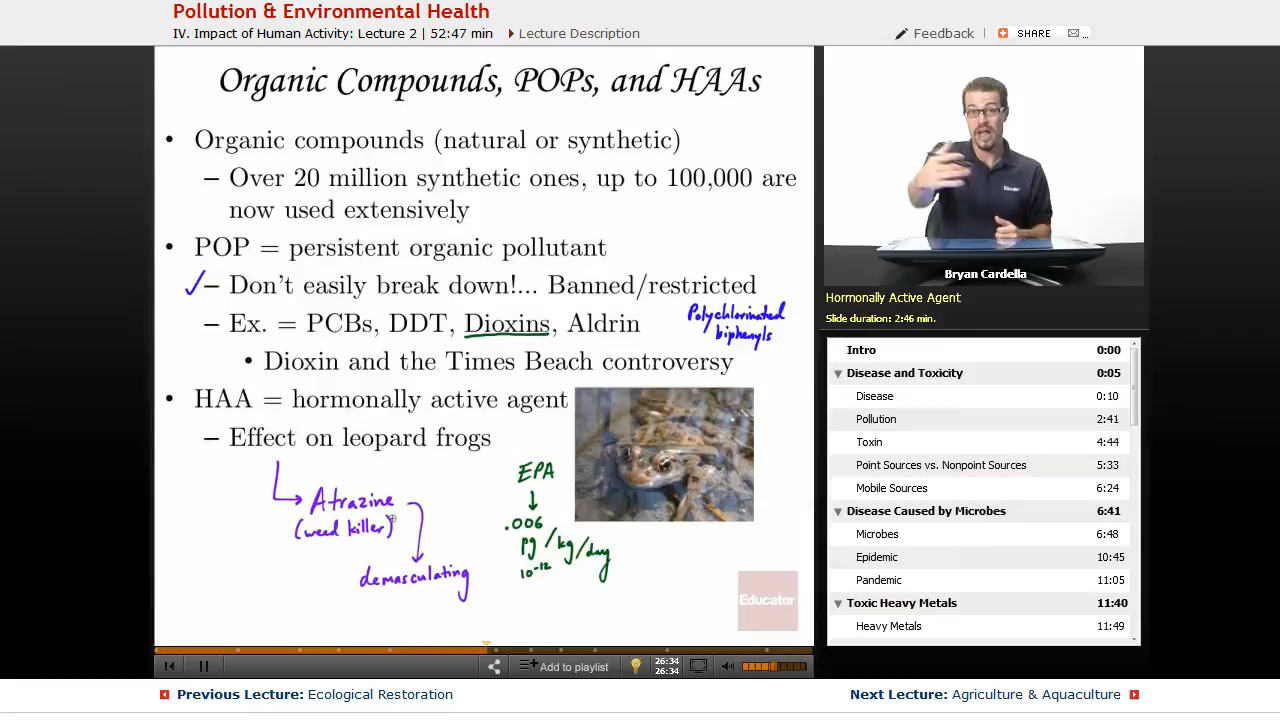 Pollution & Environmental Health
IV. Impact of Human Activity: Lecture 2 | 52:47 min
Lecture Description
Feedback
SHARE
...
Organic Compounds, POPs, and HAAs
• Organic compounds (natural or synthetic)
– Over 20 million synthetic ones, up to 100,000 are
now used extensively
• POP = persistent organic pollutant
✓– Don't easily break down!... Banned/restricted
– Ex. = PCBs, DDT, Dioxins, Aldrin
Polychlorinated
biphenyls
• Dioxin and the Times Beach controversy
• HAA = hormonally active agent
– Effect on leopard frogs
Atrazine
(weed killer)
demasculating
EPA
.006
pg/kg/day
10-12
Educator
Educator
Bryan Cardella
Hormonally Active Agent
Slide duration: 2:46 min.
Intro 0:00
Disease and Toxicity 0:05
Disease 0:10
Pollution 2:41
Toxin 4:44
Point Sources vs. Nonpoint Sources 5:33
Mobile Sources 6:24
Disease Caused by Microbes 6:41
Microbes 6:48
Epidemic 10:45
Pandemic 11:05
Toxic Heavy Metals 11:40
Heavy Metals 11:49
Add to playlist
26:34
26:34
Previous Lecture: Ecological Restoration
Next Lecture: Agriculture & Aquaculture